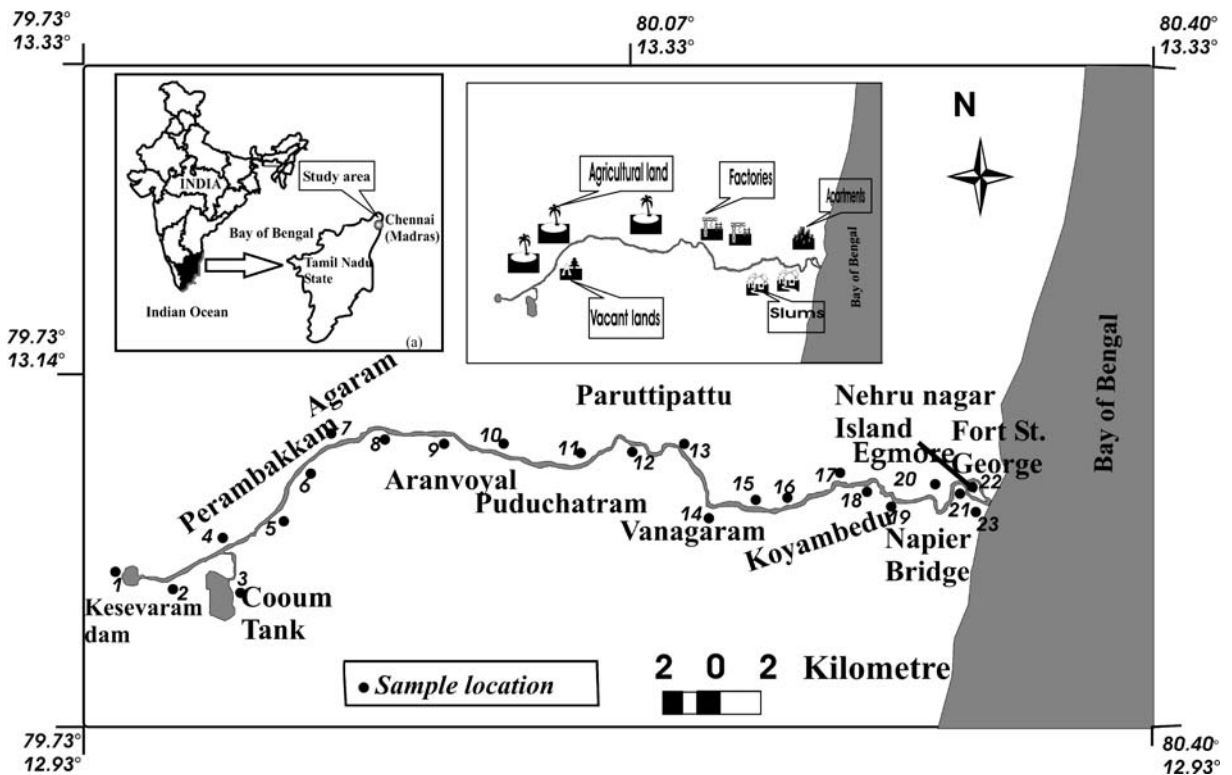 79.73°
13.33°
80.07°
13.33°
80.40°
13.33°
INDIA
Study area
Chennai
(Madras)
Bay of Bengal
Tamil Nadu
State
Indian Ocean
(a)
Agricultural land
Factories
Apartments
Vacant lands
Slums
Bay of Bengal
N
79.73°
13.14°
Agaram
Perambakkam
Paruttipattu
Nehru nagar
Island
Egmore
Fort St.
George
Bay of Bengal
Aranvoyal
Puduchatram
Vanagaram
Koyambedu
Napier
Bridge
Kesevaram
dam
Cooum
Tank
1
2
3
4
5
6
7
8
9
10
11
12
13
14
15
16
17
18
19
20
21
22
23
Sample location
2 0 2 Kilometre
79.73°
12.93°
80.40°
12.93°